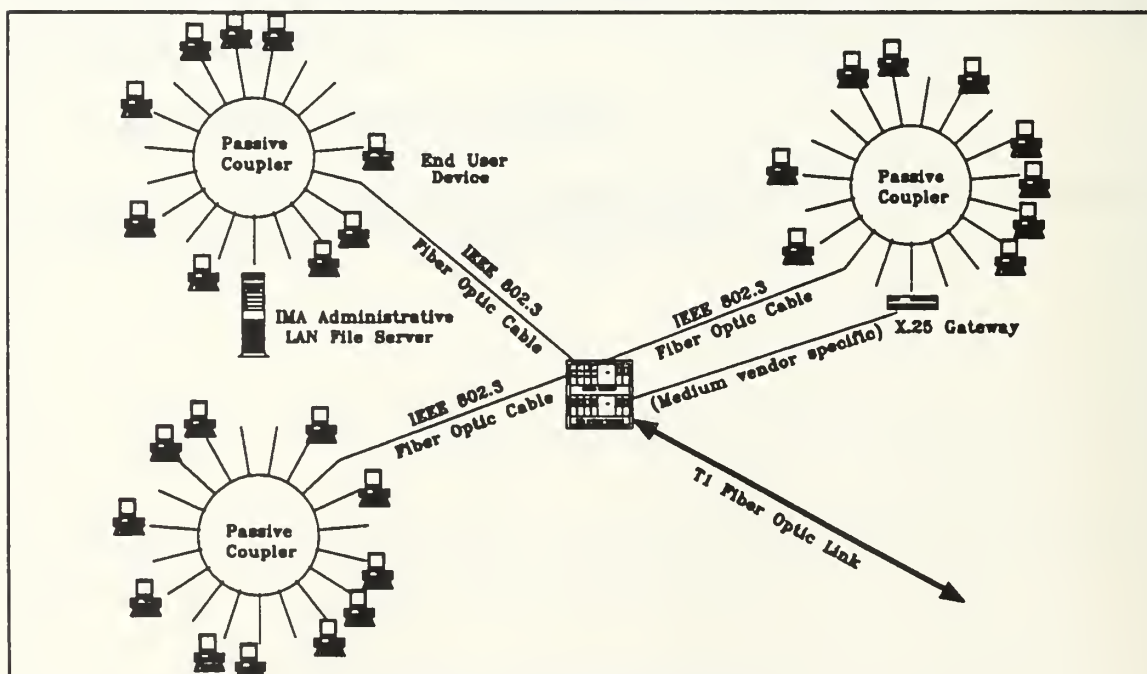 Passive
Coupler
End User
Device
IMA Administrative
LAN File Server
IEEE 802.3
Fiber Optic Cable
Passive
Coupler
IEEE 802.3
Fiber Optic Cable
X.25 Gateway
(Medium vendor specific)
IEEE 802.3
Fiber Optic Cable
Passive
Coupler
T1 Fiber Optic Link